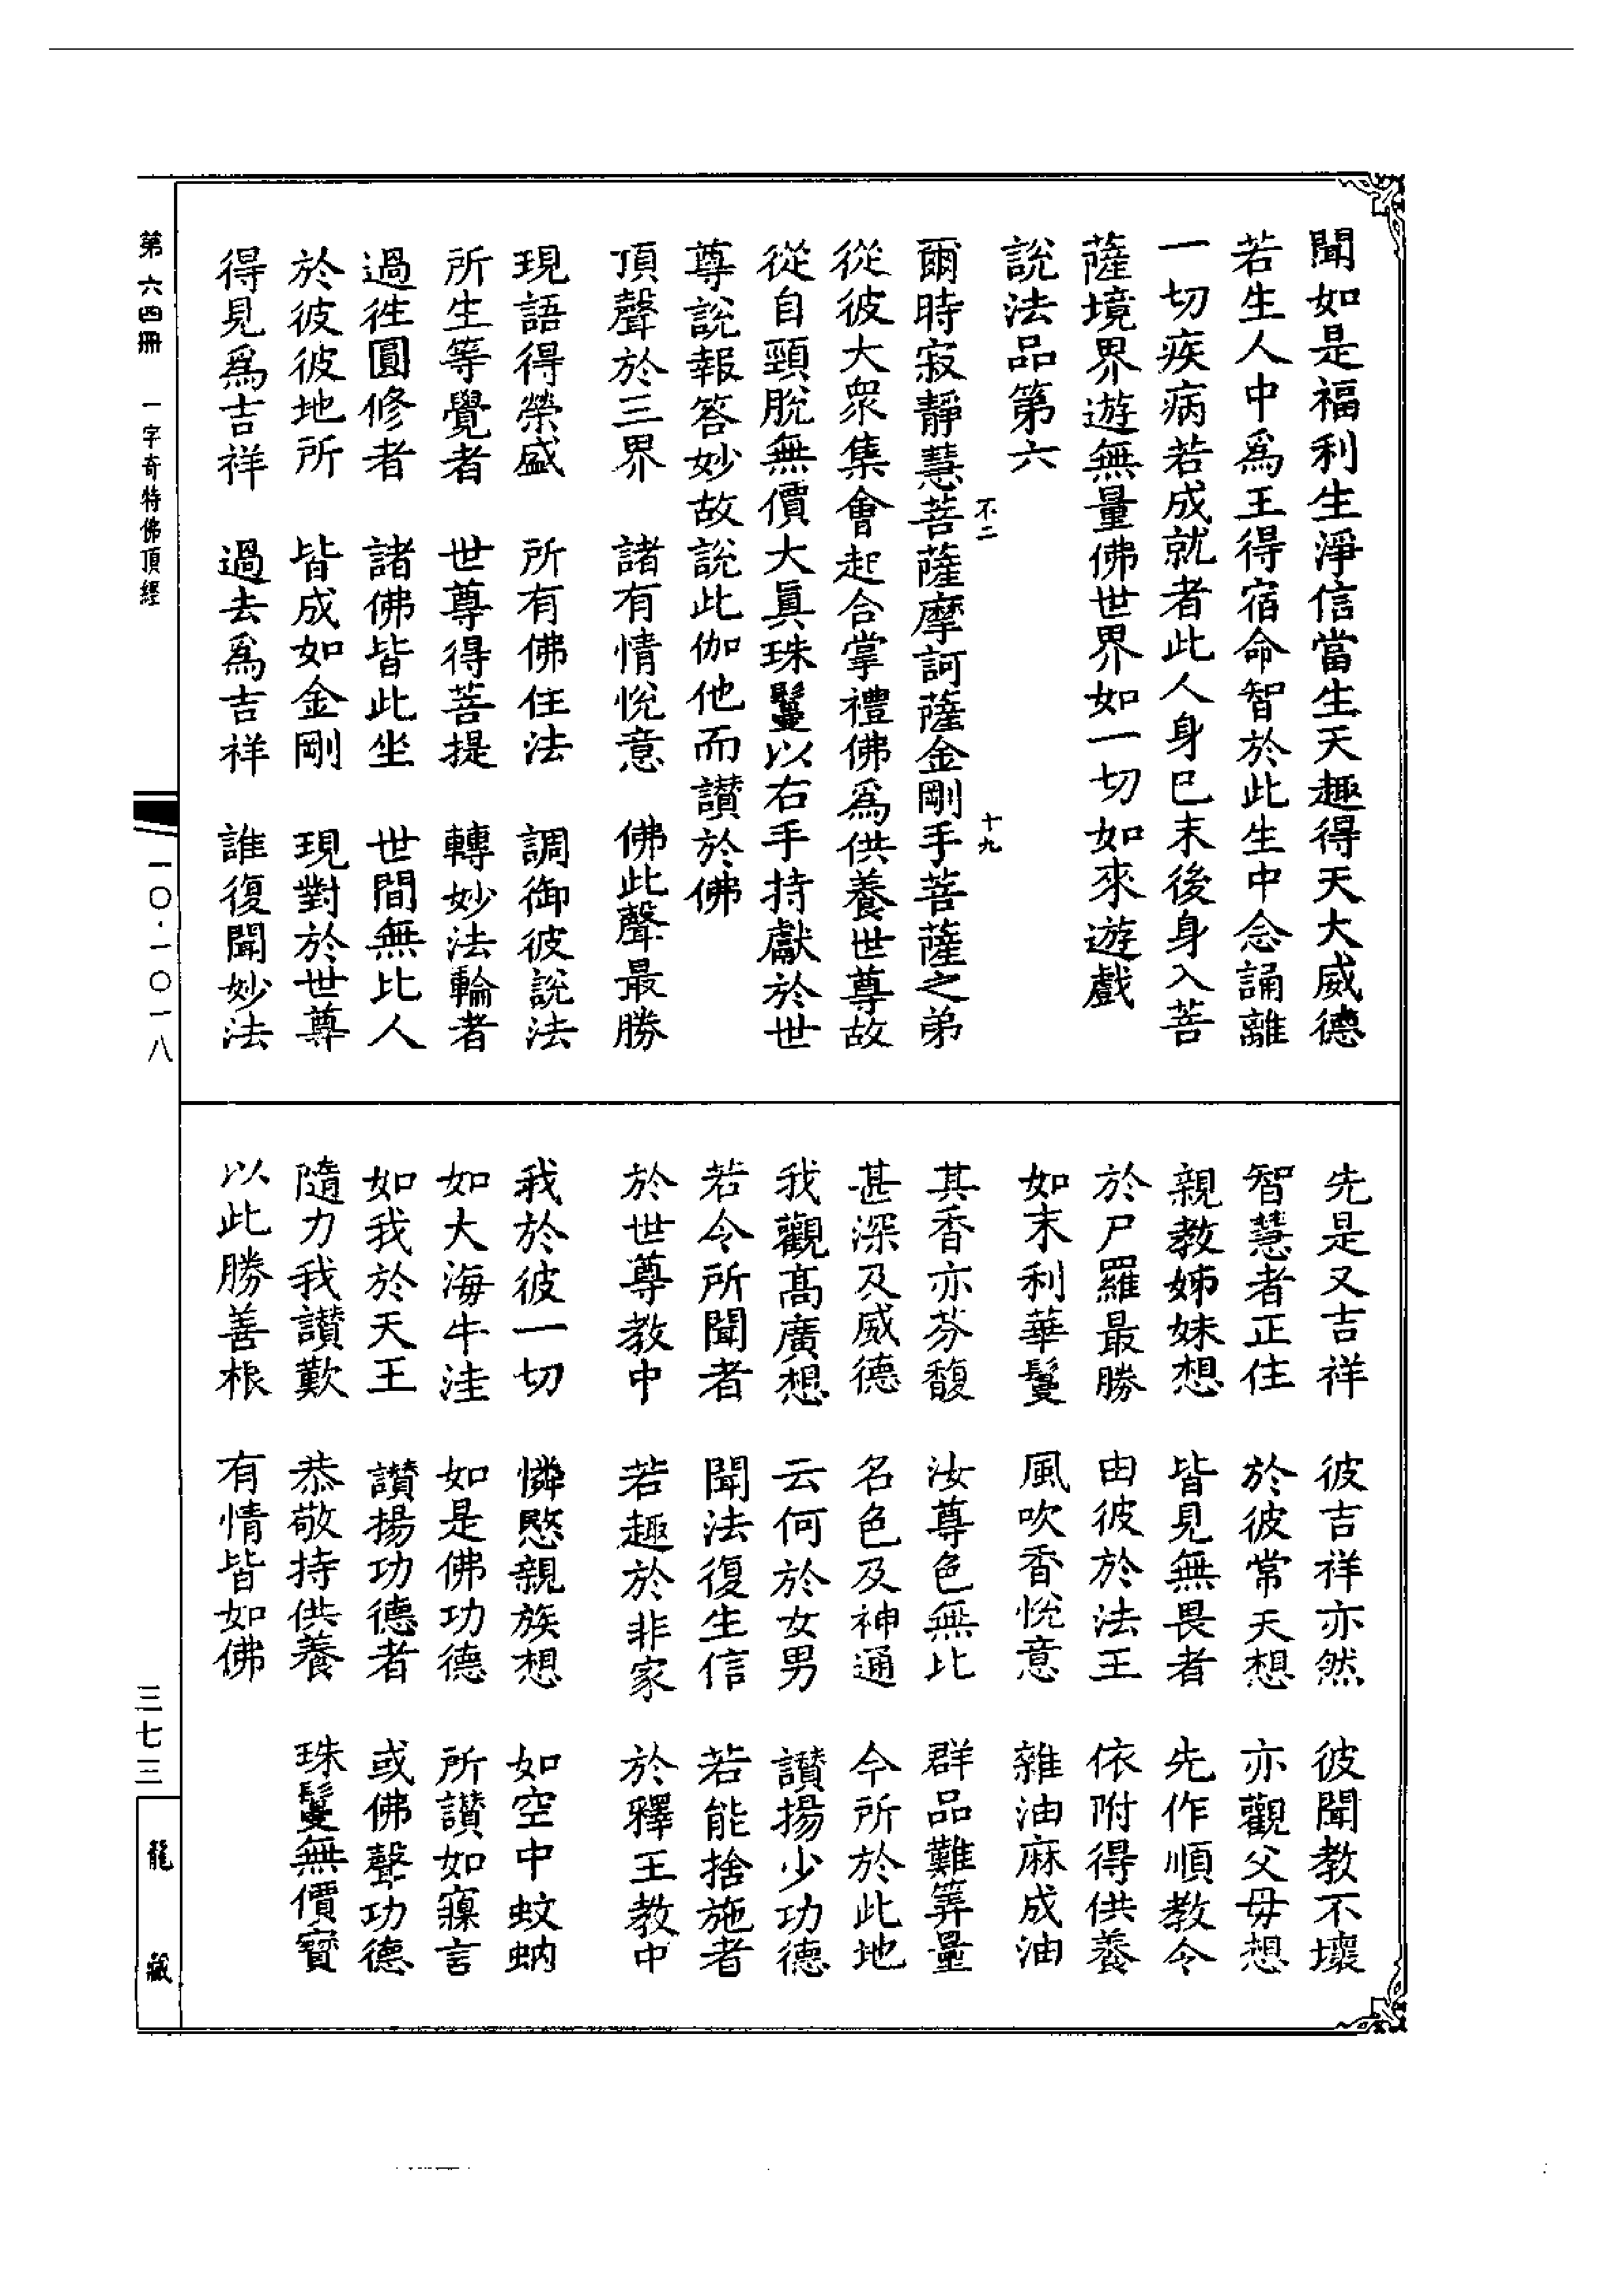 聞如是福利生淨信當生天趣得天大威德
若生人中爲王得宿命智於此生中念誦離
一切疾病若成就者此人身巳末後身入菩
薩境界遊無量佛世界如一切如來遊戲
說法品第六
不二
十九
爾時寂靜慧菩薩摩訶薩金剛手菩薩之弟
從彼大衆集會起合掌禮佛爲供養世尊故
從自頸脫無價大真珠鬘以右手持獻於世
尊說報答妙故說此伽他而讃於佛
頂聲於三界 諸有情悅意 佛此聲最勝
現語得榮盛 所有佛住法 調御彼說法
所生等覺者 世尊得菩提 轉妙法輪者
過徃圓修者 諸佛皆此坐 世間無比人
於彼彼地所 皆成如金剛 現對於世尊
得見爲吉祥 過去爲吉祥 誰復聞妙法
先是又吉祥 彼吉祥亦然 彼聞教不壞
智慧者正住 於彼常天想 亦觀父母想
親教姊妹想 皆見無畏者 先作順教令
於尸羅最勝 由彼於法王 依附得供養
如末利華鬘 風吹香悅意 雜油麻成油
其香亦芬馥 汝尊色無比 群品難筭量
甚深及威德 名色及神通 今所於此地
我觀高廣想 云何於女男 讃揚少功德
若令所聞者 聞法復生信 若能捨施者
於世尊教中 若趣於非家 於釋王教中
我於彼一切 憐愍親族想 如空中蚊蚋
如大海牛洼 如是佛功德 所讃如寱言
如我於天王 讃揚功德者 或佛聲功德
隨力我讃歎 恭敬持供養 珠鬘無價寶
以此勝善根 有情皆如佛
第六四冊 一字奇特佛頂經
一〇·一〇一八
三七三
龍藏